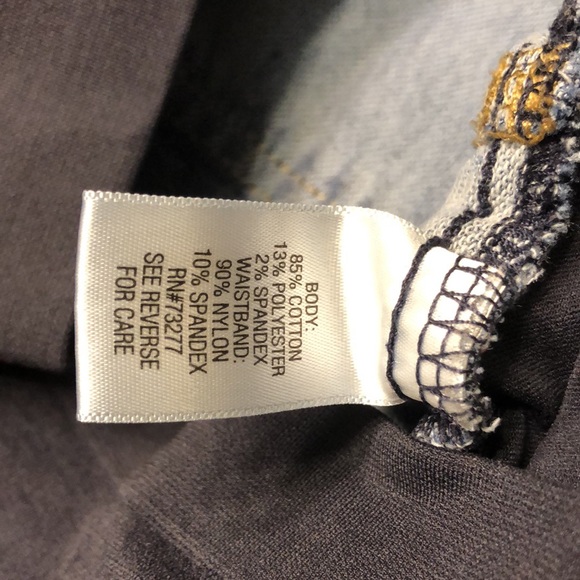 BODY:
85% COTTON
13% POLYESTER
2% SPANDEX
WAISTBAND:
90% NYLON
10% SPANDEX
RN#73277
SEE REVERSE
FOR CARE